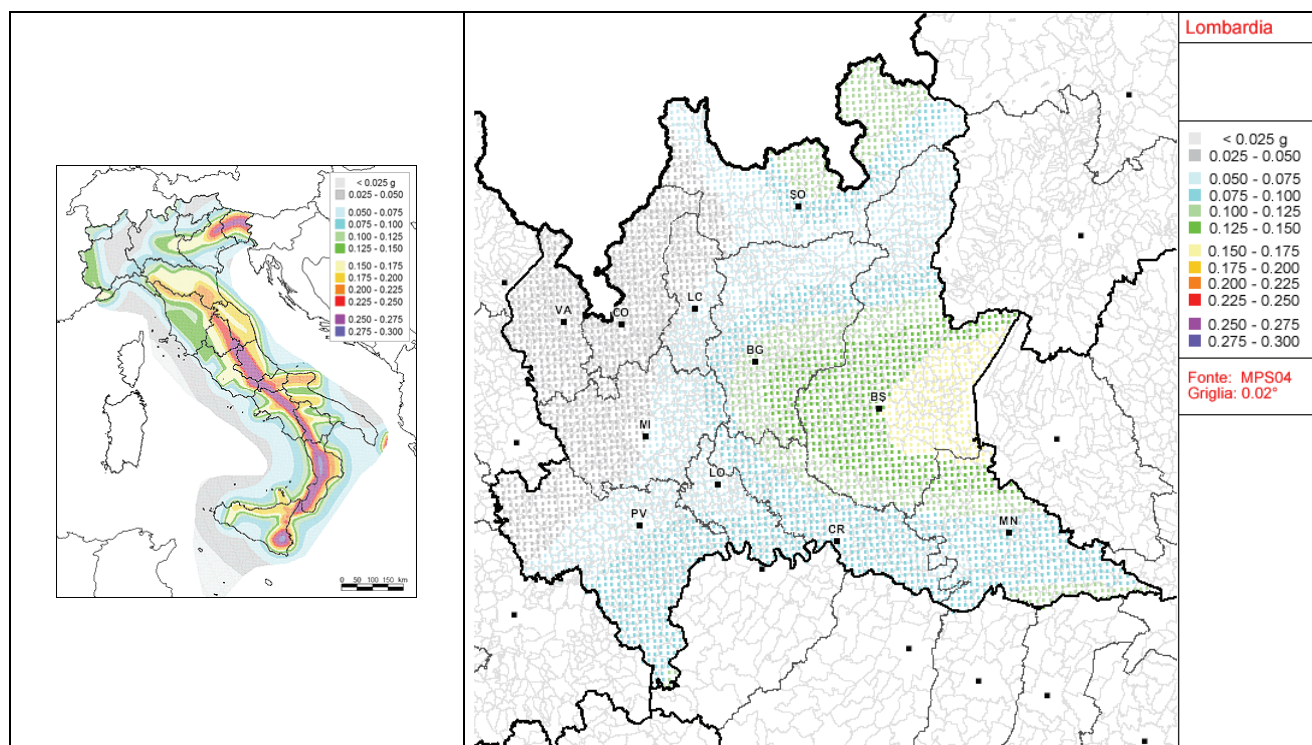 < 0.025 g
0.025 - 0.050
0.050 - 0.075
0.075 - 0.100
0.100 - 0.125
0.125 - 0.150
0.150 - 0.175
0.175 - 0.200
0.200 - 0.225
0.225 - 0.250
0.250 - 0.275
0.275 - 0.300
0 50 100 150 km
SO
VA
CO
LC
BG
BS
MI
LO
PV
CR
MN
Lombardia
< 0.025 g
0.025 - 0.050
0.050 - 0.075
0.075 - 0.100
0.100 - 0.125
0.125 - 0.150
0.150 - 0.175
0.175 - 0.200
0.200 - 0.225
0.225 - 0.250
0.250 - 0.275
0.275 - 0.300
Fonte: MPS04
Griglia: 0.02°